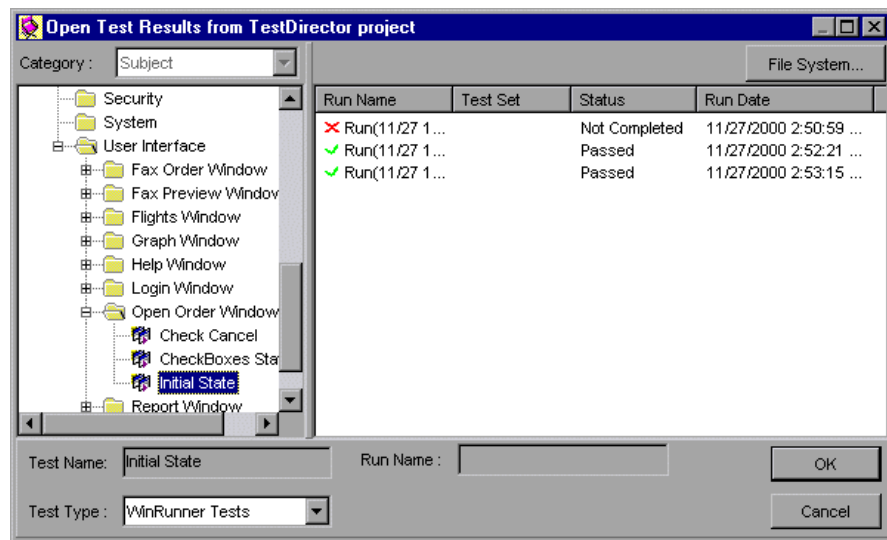 Open Test Results from TestDirector project
Category :
Subject
File System...
Security
System
User Interface
Fax Order Window
Fax Preview Windov
Flights Window
Graph Window
Help Window
Login Window
Open Order Window
Check Cancel
CheckBoxes Sta
Initial State
Report Window
Run Name Test Set Status Run Date
Run(11/27 1... Not Completed 11/27/2000 2:50:59 ...
Run(11/27 1... Passed 11/27/2000 2:52:21 ...
Run(11/27 1... Passed 11/27/2000 2:53:15 ...
Test Name: Initial State
Run Name :
OK
Test Type : WinRunner Tests
Cancel